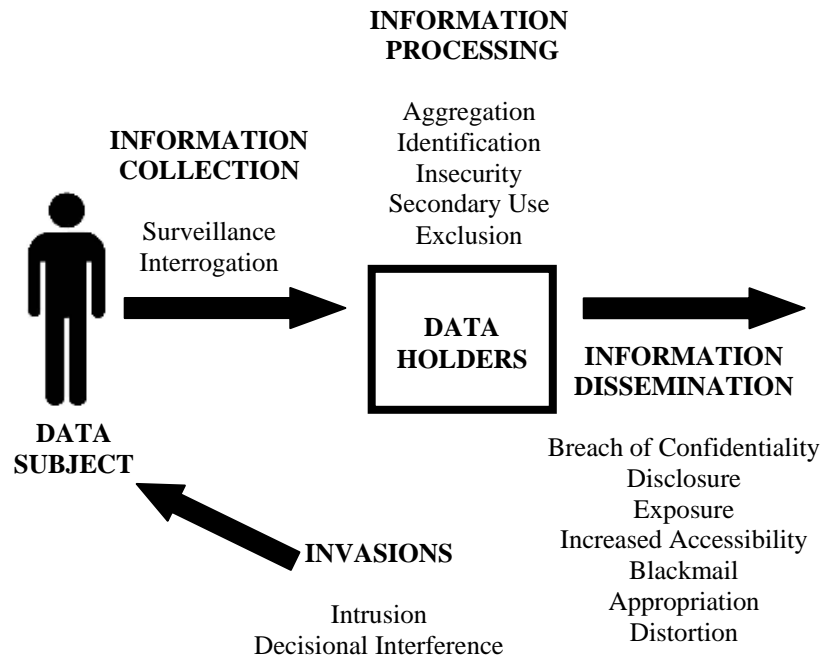 INFORMATION
PROCESSING
Aggregation
Identification
Insecurity
Secondary Use
Exclusion
INFORMATION
COLLECTION
Surveillance
Interrogation
DATA
HOLDERS
DATA
SUBJECT
INFORMATION
DISSEMINATION
Breach of Confidentiality
Disclosure
Exposure
Increased Accessibility
Blackmail
Appropriation
Distortion
INVASIONS
Intrusion
Decisional Interference